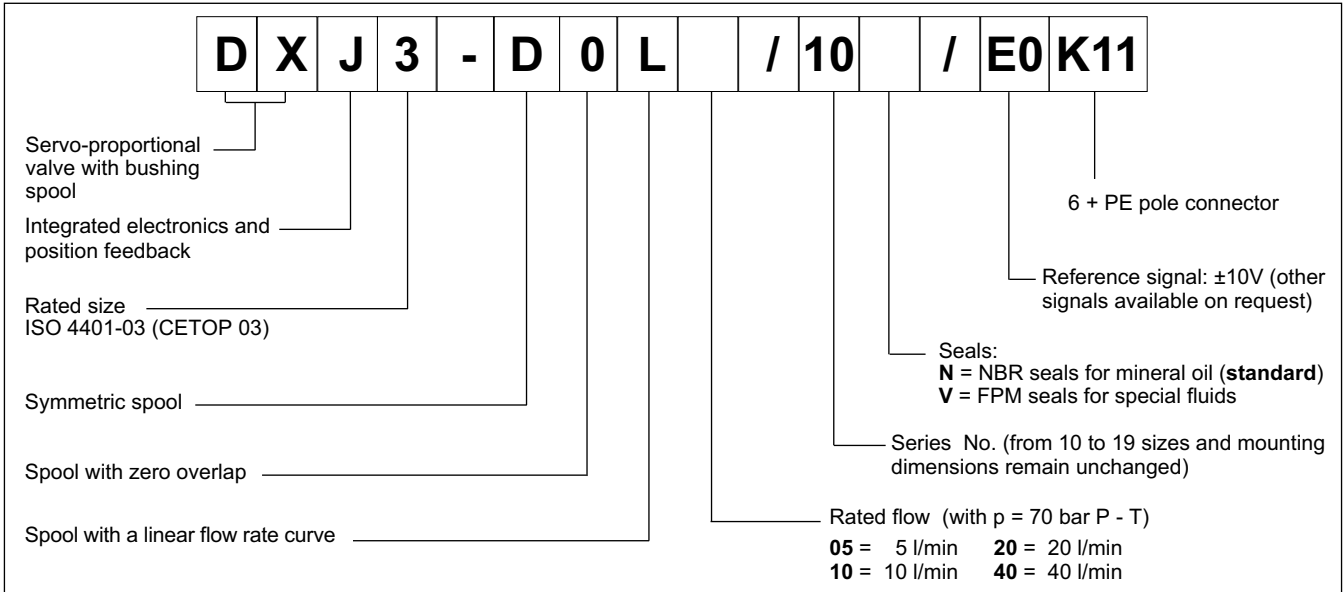 D X J 3 - D 0 L / 10 / E0 K11
Servo-proportional
valve with bushing
spool
Integrated electronics and
position feedback
Rated size
ISO 4401-03 (CETOP 03)
Symmetric spool
Spool with zero overlap
Spool with a linear flow rate curve
6 + PE pole connector
Reference signal: ±10V (other
signals available on request)
Seals:
N = NBR seals for mineral oil (standard)
V = FPM seals for special fluids
Series No. (from 10 to 19 sizes and mounting
dimensions remain unchanged)
Rated flow (with p = 70 bar P - T)
05 = 5 l/min 20 = 20 l/min
10 = 10 l/min 40 = 40 l/min